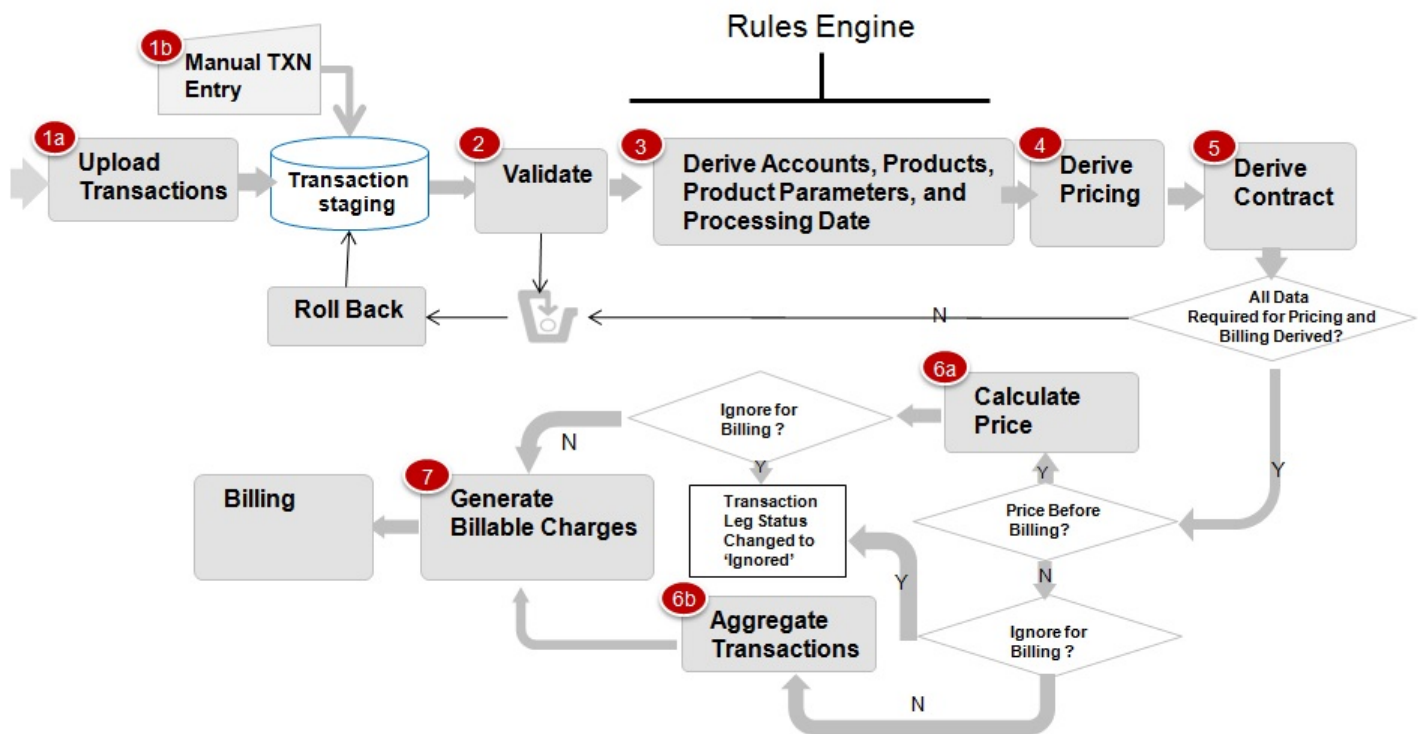 Rules Engine
1b
Manual TXN
Entry
1a
Upload
Transactions
Transaction
staging
2
Validate
3
Derive Accounts, Products,
Product Parameters, and
Processing Date
4
Derive
Pricing
5
Derive
Contract
Roll Back
N
All Data
Required for Pricing and
Billing Derived?
6a
Calculate
Price
Ignore for
Billing ?
N
Y
Y
Y
Billing
7
Generate
Billable Charges
Transaction
Leg Status
Changed to
‘Ignored’
Price Before
Billing?
Y
N
6b
Aggregate
Transactions
Ignore for
Billing ?
N